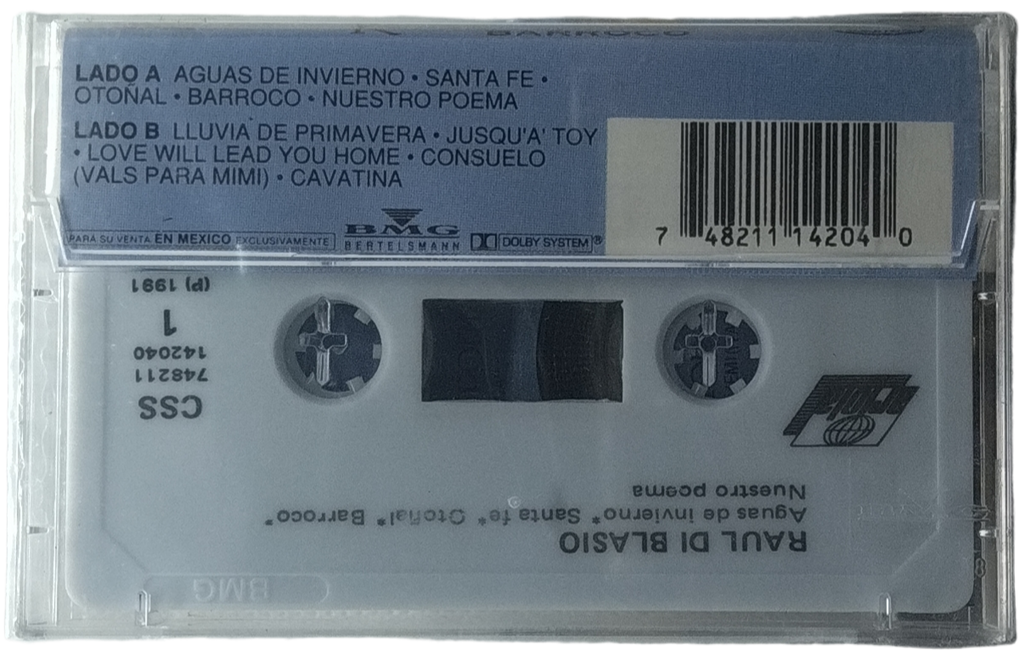 BARROCO
LADO A AGUAS DE INVIERNO • SANTA FE •
OTOÑAL • BARROCO • NUESTRO POEMA
LADO B LLUVIA DE PRIMAVERA • JUSQU'A' TOY
• LOVE WILL LEAD YOU HOME • CONSUELO
(VALS PARA MIMI) • CAVATINA
PARA SU VENTA EN MEXICO EXCLUSIVAMENTE
BMG
BERTELSMANN
DOLBY SYSTEM®
7 48211 14204 0
(P) 1991
1
142040
748211
CSS
Ariola
Nuestro poema
Aguas de invierno* Santa fe* Otoñal* Barroco*
RAUL DI BLASIO
BMG